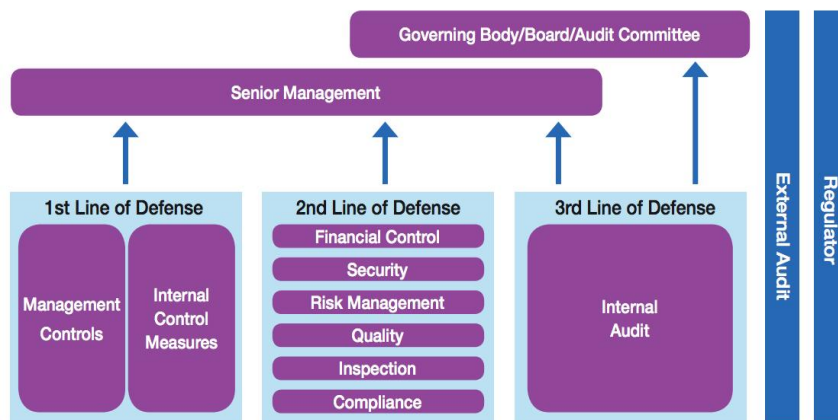 Governing Body/Board/Audit Committee
Senior Management
1st Line of Defense
Management
Controls
Internal
Control
Measures
2nd Line of Defense
Financial Control
Security
Risk Management
Quality
Inspection
Compliance
3rd Line of Defense
Internal
Audit
External Audit
Regulator